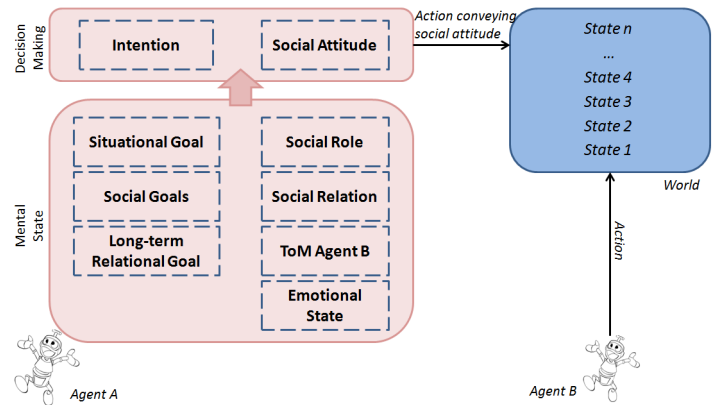 Decision
Making
Intention
Social Attitude
Action conveying
social attitude
State n
...
State 4
State 3
State 2
State 1
World
Mental
State
Situational Goal
Social Goals
Long-term
Relational Goal
Social Role
Social Relation
ToM Agent B
Emotional
State
Action
Agent A
Agent B